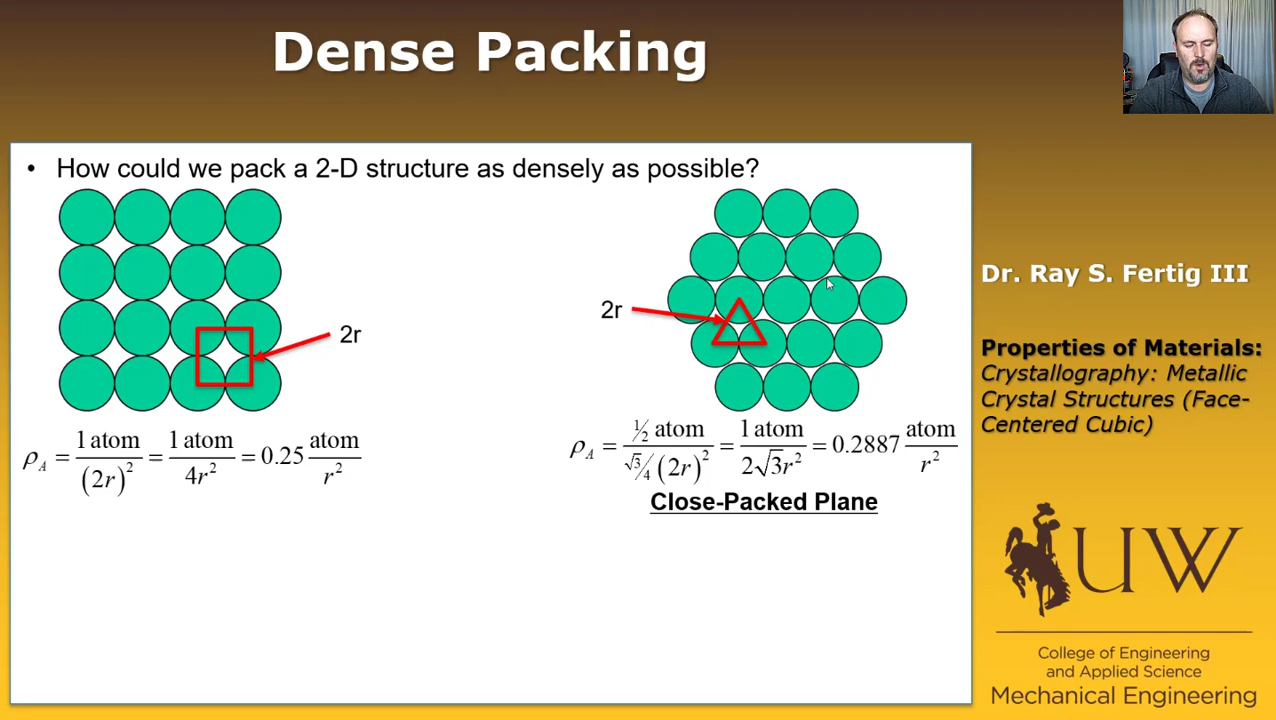 Dense Packing
• How could we pack a 2-D structure as densely as possible?
2r
2r
ρ_A = 1 atom / (2r)² = 1 atom / 4r² = 0.25 atom / r²
ρ_A = ½ atom / √3/4 (2r)² = 1 atom / 2√3r² = 0.2887 atom / r²
Close-Packed Plane
Dr. Ray S. Fertig III
Properties of Materials:
Crystallography: Metallic
Crystal Structures (Face-
Centered Cubic)
UW
College of Engineering
and Applied Science
Mechanical Engineering